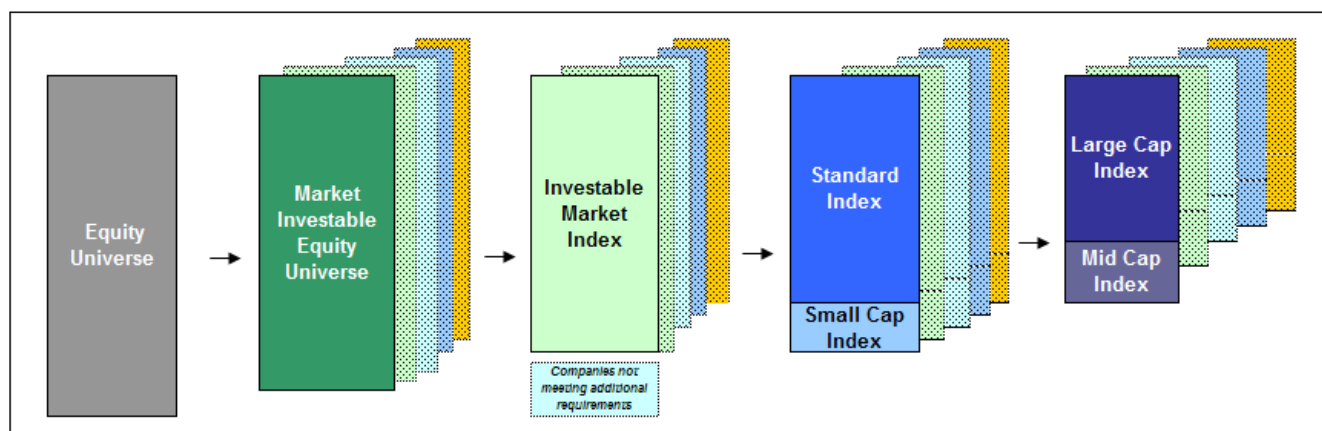 Equity
Universe
Market
Investable
Equity
Universe
Investable
Market
Index
Companies not
meeting additional
requirements
Standard
Index
Small Cap
Index
Large Cap
Index
Mid Cap
Index